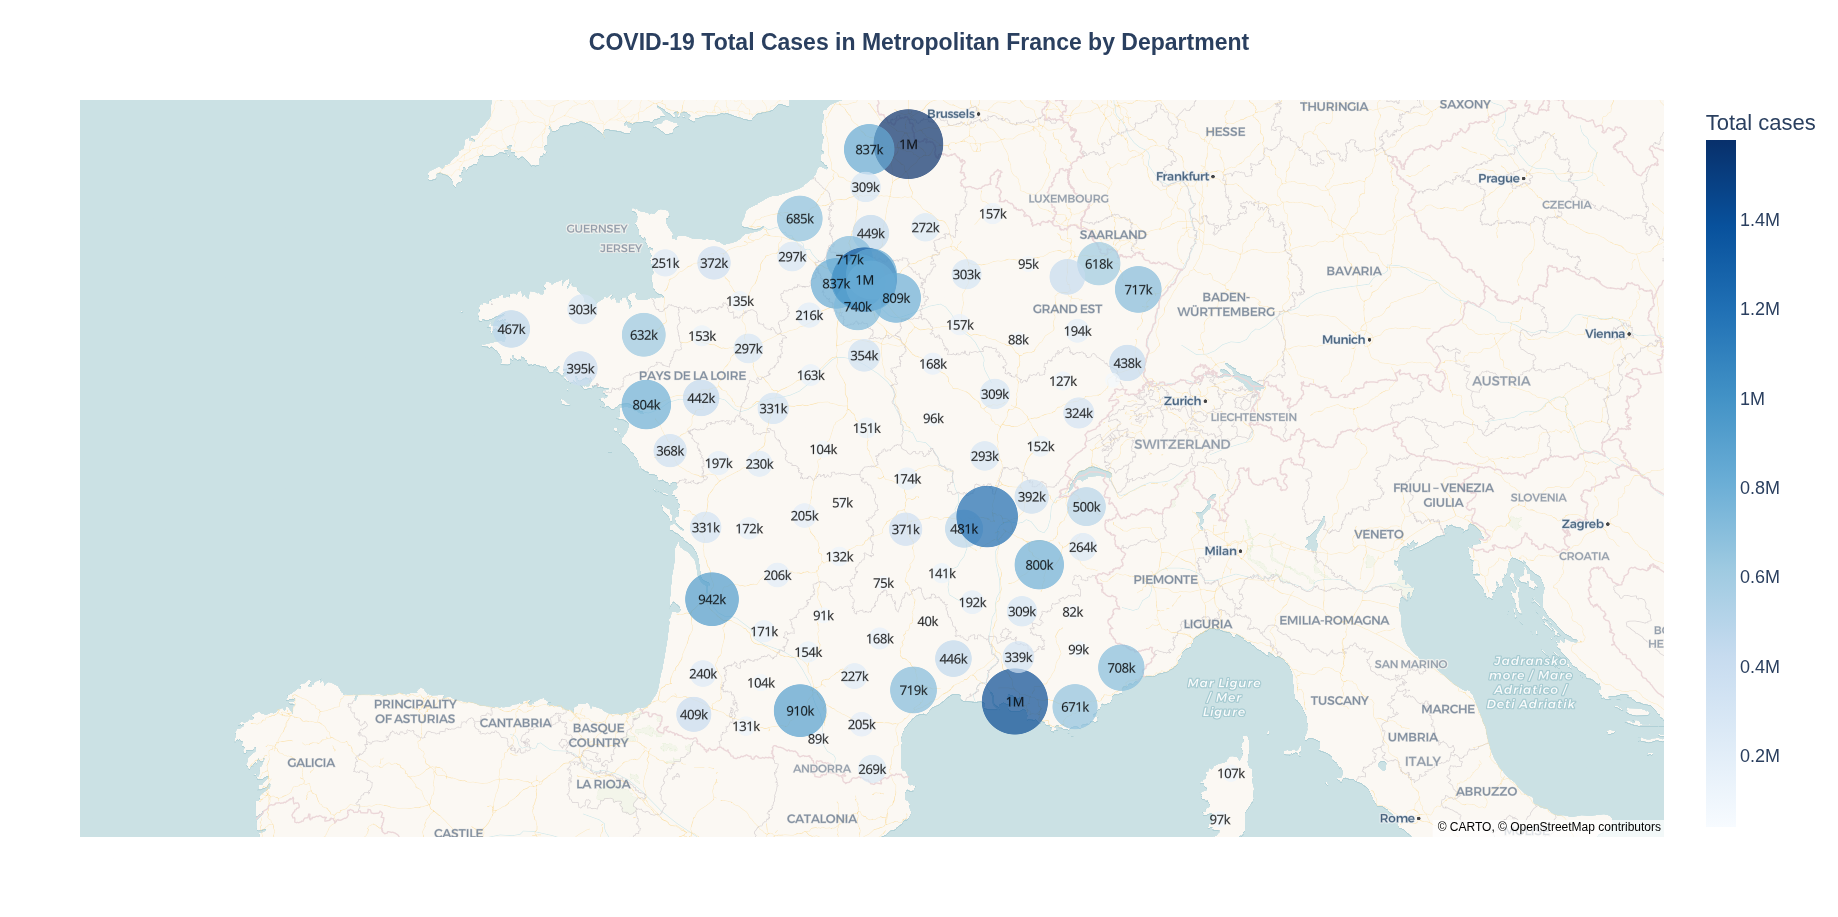 COVID-19 Total Cases in Metropolitan France by Department
Total cases
1.4M
1.2M
1M
0.8M
0.6M
0.4M
0.2M
THURINGIA
SAXONY
Brussels
HESSE
837k
1M
Frankfurt
Prague
309k
LUXEMBOURG
CZECHIA
157k
685k
GUERNSEY
272k
449k
SAARLAND
JERSEY
297k
717k
251k
372k
95k
618k
BAVARIA
303k
1M
837k
717k
809k
135k
BADEN-
WÜRTTEMBERG
740k
303k
GRAND EST
216k
157k
467k
194k
632k
153k
88k
Munich
Vienna
297k
354k
168k
438k
395k
PAYS DE LA LOIRE
163k
127k
AUSTRIA
309k
442k
804k
331k
Zurich
324k
96k
LIECHTENSTEIN
151k
SWITZERLAND
368k
104k
152k
293k
197k
230k
174k
FRIULI – VENEZIA
GIULIA
392k
SLOVENIA
57k
500k
205k
331k
172k
371k
481k
Zagreb
VENETO
264k
Milan
132k
CROATIA
800k
206k
141k
75k
PIEMONTE
942k
192k
91k
309k
82k
40k
LIGURIA
EMILIA-ROMAGNA
171k
168k
BO
HE
154k
446k
339k
99k
SAN MARINO
Jadransko
more / Mare
Adriatico /
Deti Adriatik
708k
240k
227k
104k
719k
Mar Ligure
/ Mer
Ligure
TUSCANY
MARCHE
PRINCIPALITY
OF ASTURIAS
1M
671k
409k
910k
CANTABRIA
131k
205k
BASQUE
COUNTRY
89k
UMBRIA
GALICIA
ANDORRA
269k
ITALY
107k
LA RIOJA
ABRUZZO
CATALONIA
97k
Rome
CASTILE
© CARTO, © OpenStreetMap contributors